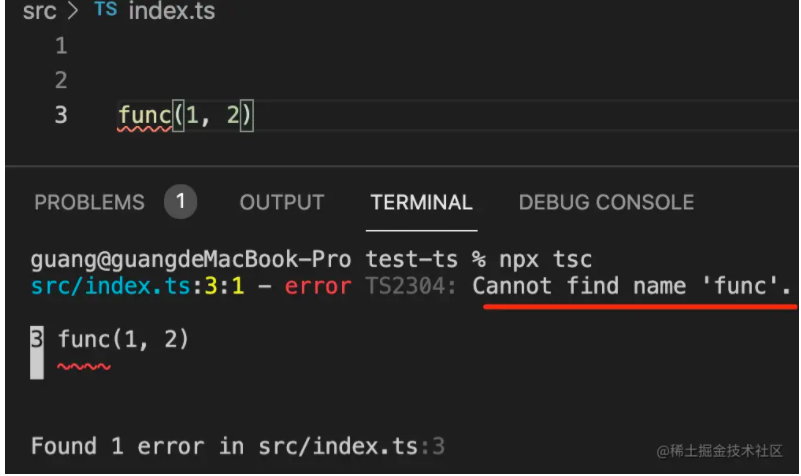 src > TS index.ts
1
2
3 func(1, 2)
PROBLEMS 1 OUTPUT TERMINAL DEBUG CONSOLE
guang@guangdeMacBook-Pro test-ts % npx tsc
src/index.ts:3:1 - error TS2304: Cannot find name 'func'.
3 func(1, 2)
~~~~
Found 1 error in src/index.ts:3
@稀土掘金技术社区